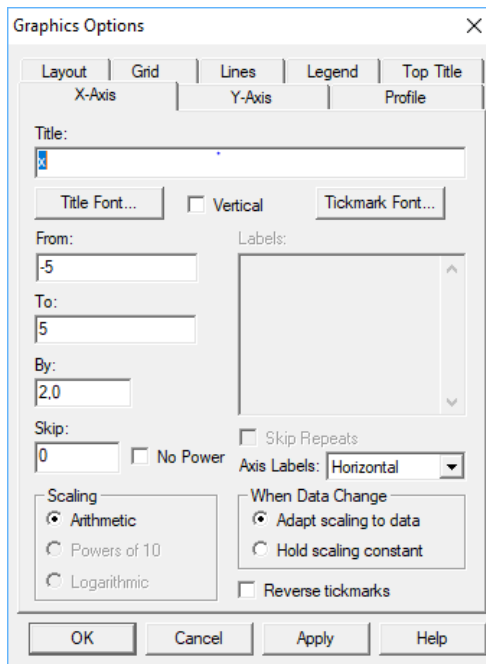 Graphics Options
Layout Grid Lines Legend Top Title
X-Axis Y-Axis Profile
Title:
x
Title Font... Vertical Tickmark Font...
From: Labels:
-5
To:
5
By:
2,0
Skip:
0 No Power
Skip Repeats
Axis Labels: Horizontal
Scaling When Data Change
Arithmetic Adapt scaling to data
Powers of 10 Hold scaling constant
Logarithmic Reverse tickmarks
OK Cancel Apply Help